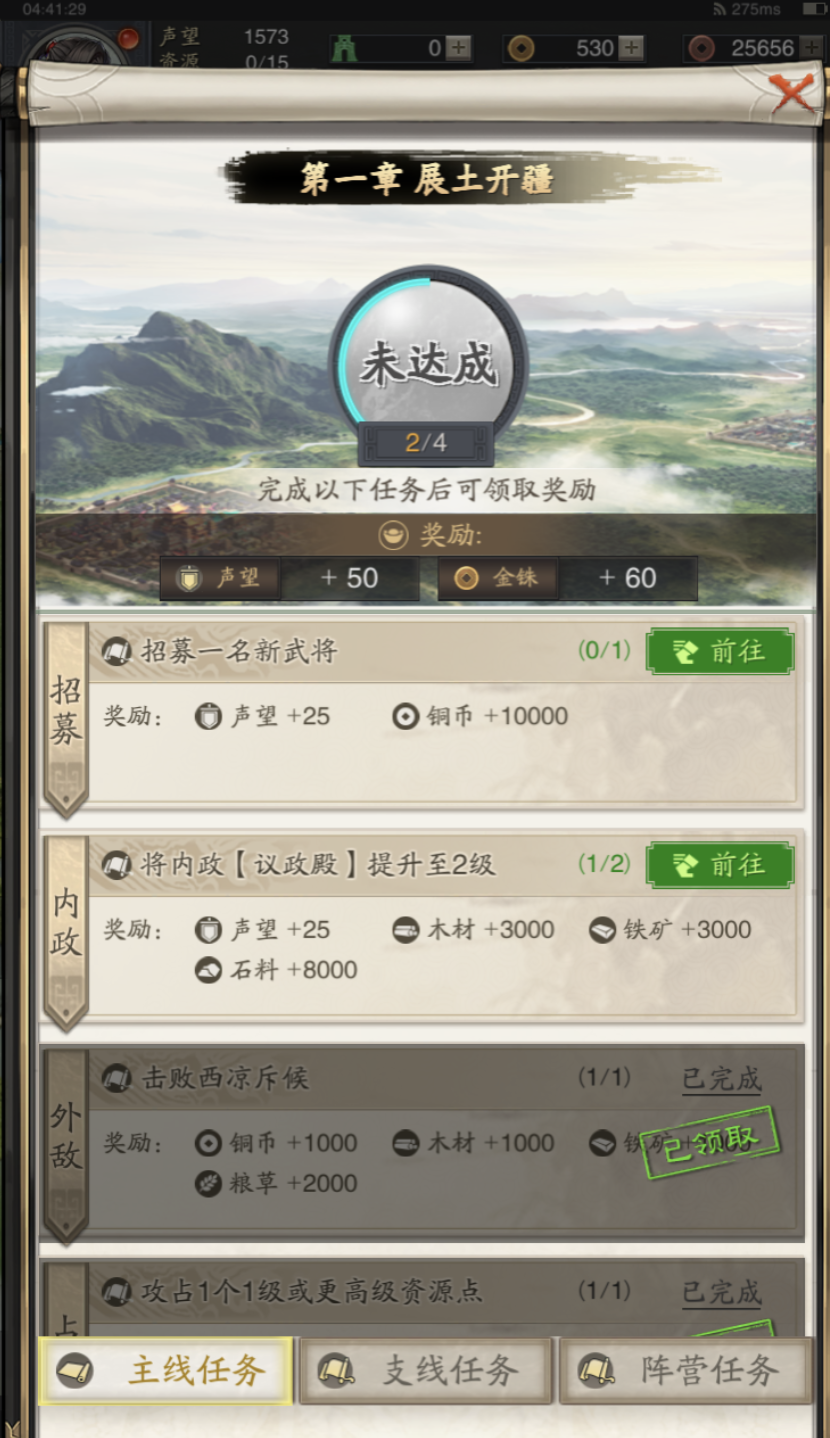 04:41:29 275ms
声望 1573 0 530 25656
资源 0/15
第一章 展土开疆
未达成
2/4
完成以下任务后可领取奖励
奖励:
声望 +50 金铢 +60
招募
招募一名新武将 (0/1) 前往
奖励: 声望 +25 铜币 +10000
内政
将内政【议政殿】提升至2级 (1/2) 前往
奖励: 声望 +25 木材 +3000 铁矿 +3000
石料 +8000
外敌
击败西凉斥候 (1/1) 已完成
奖励: 铜币 +1000 木材 +1000 铁矿
已领取
粮草 +2000
占
攻占1个1级或更高级资源点 (1/1) 已完成
主线任务 支线任务 阵营任务